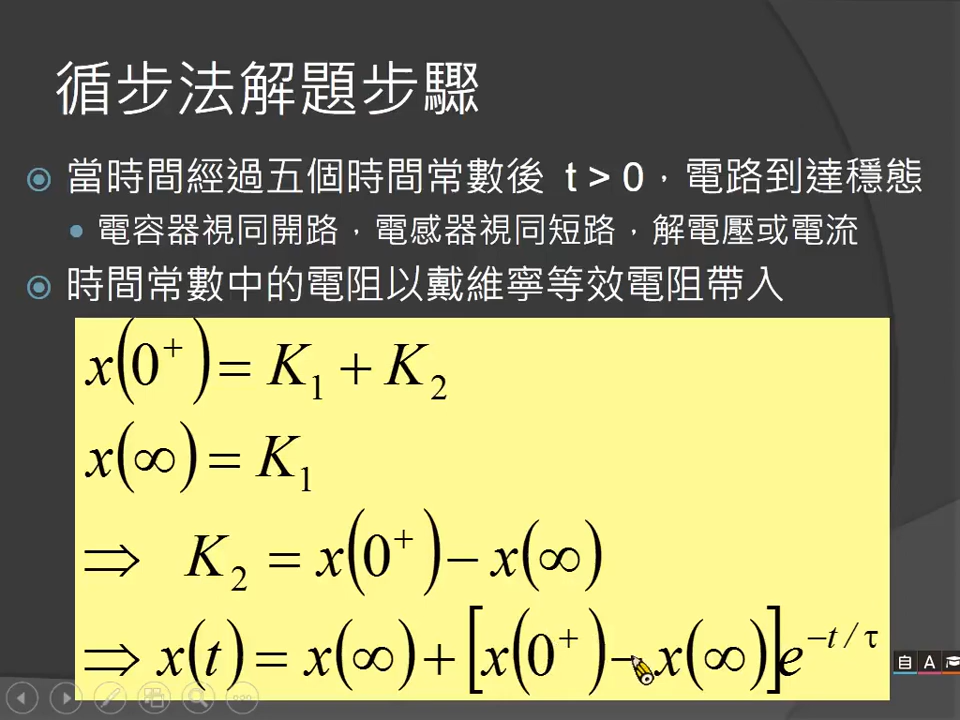 循步法解題步驟
當時間經過五個時間常數後 t > 0，電路到達穩態
電容器視同開路，電感器視同短路，解電壓或電流
時間常數中的電阻以戴維寧等效電阻帶入
x(0⁺) = K₁ + K₂
x(∞) = K₁
⇒ K₂ = x(0⁺) − x(∞)
⇒ x(t) = x(∞) + [x(0⁺) − x(∞)]e^(−t/τ)
自 A